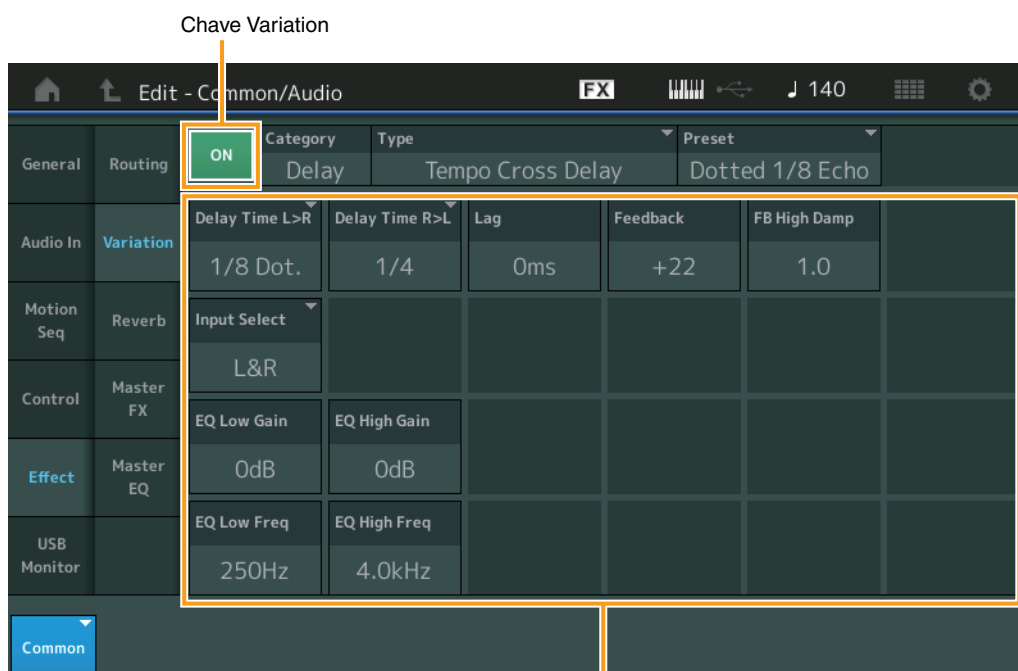 Chave Variation
Edit - Common/Audio FX 140
General Routing ON Category Type Preset
Delay Tempo Cross Delay Dotted 1/8 Echo
Audio In Variation Delay Time L>R Delay Time R>L Lag Feedback FB High Damp
1/8 Dot. 1/4 0ms +22 1.0
Motion Seq Reverb Input Select
L&R
Control Master FX EQ Low Gain EQ High Gain
0dB 0dB
Effect Master EQ
USB Monitor EQ Low Freq EQ High Freq
250Hz 4.0kHz
Common